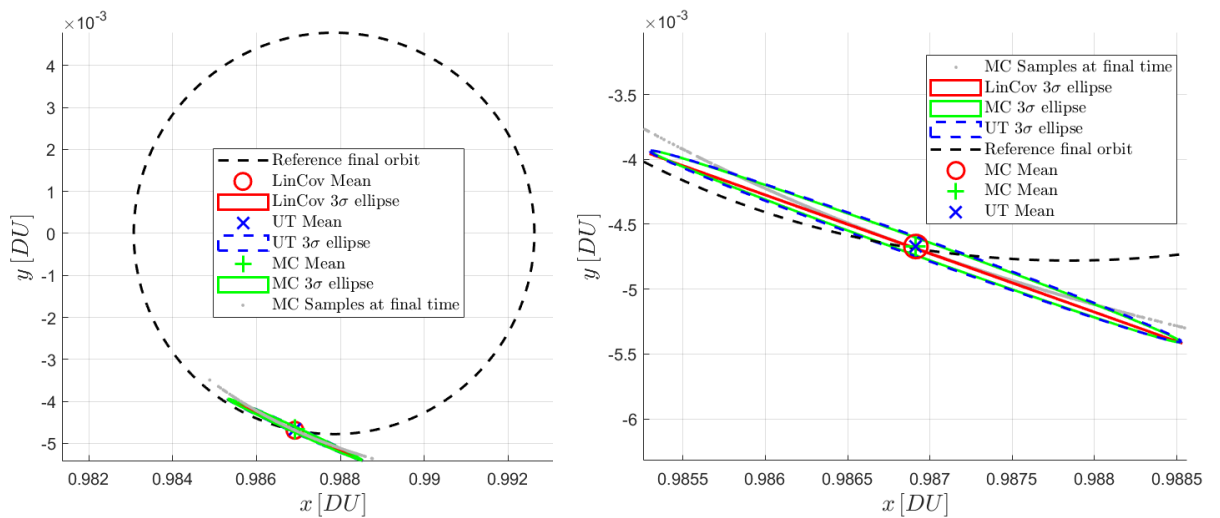 ×10⁻³
4
3
2
1
0
-1
-2
-3
-4
-5
y [DU]
0.982
0.984
0.986
0.988
0.99
0.992
x [DU]
Reference final orbit
LinCov Mean
LinCov 3σ ellipse
UT Mean
UT 3σ ellipse
MC Mean
MC 3σ ellipse
MC Samples at final time
×10⁻³
-3.5
-4
-4.5
-5
-5.5
-6
y [DU]
0.9855
0.986
0.9865
0.987
0.9875
0.988
0.9885
x [DU]
MC Samples at final time
LinCov 3σ ellipse
MC 3σ ellipse
UT 3σ ellipse
Reference final orbit
MC Mean
MC Mean
UT Mean